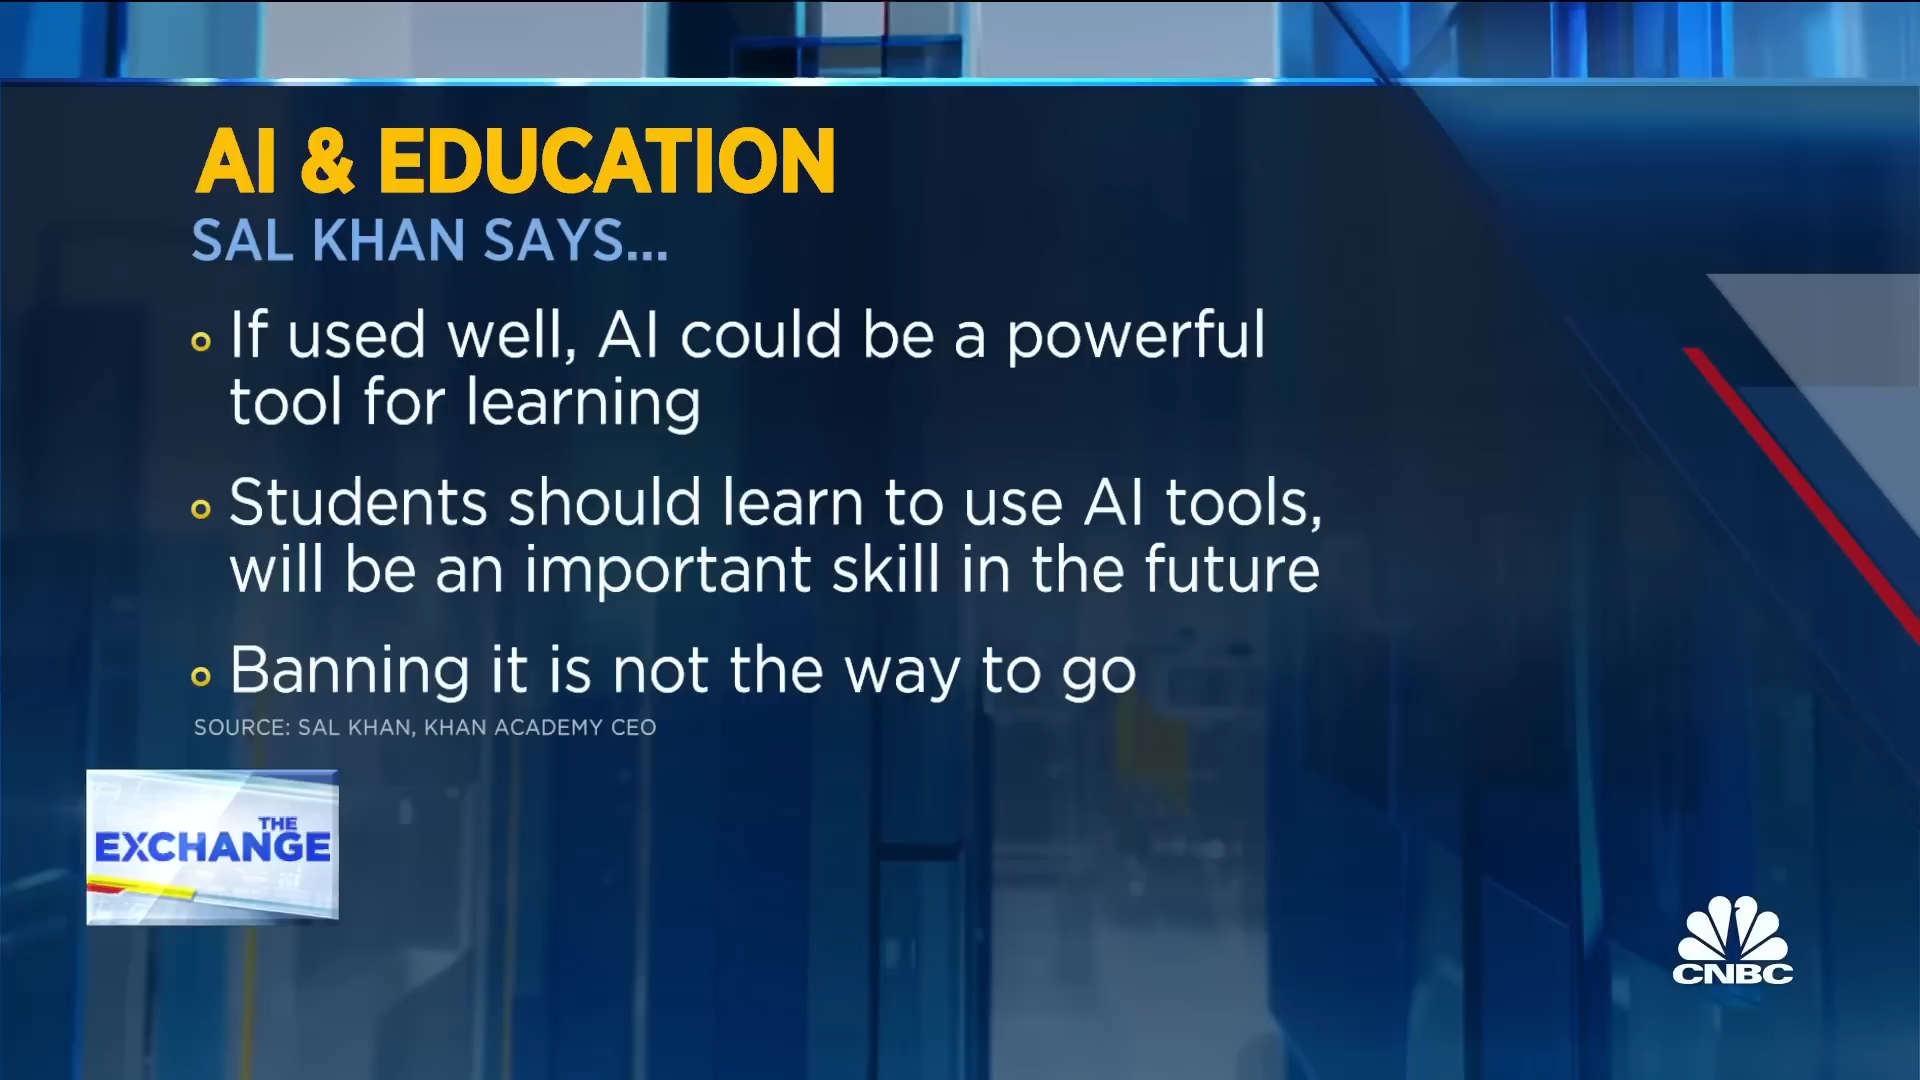 AI & EDUCATION
SAL KHAN SAYS...
If used well, AI could be a powerful
tool for learning
Students should learn to use AI tools,
will be an important skill in the future
Banning it is not the way to go
SOURCE: SAL KHAN, KHAN ACADEMY CEO
THE
EXCHANGE
CNBC